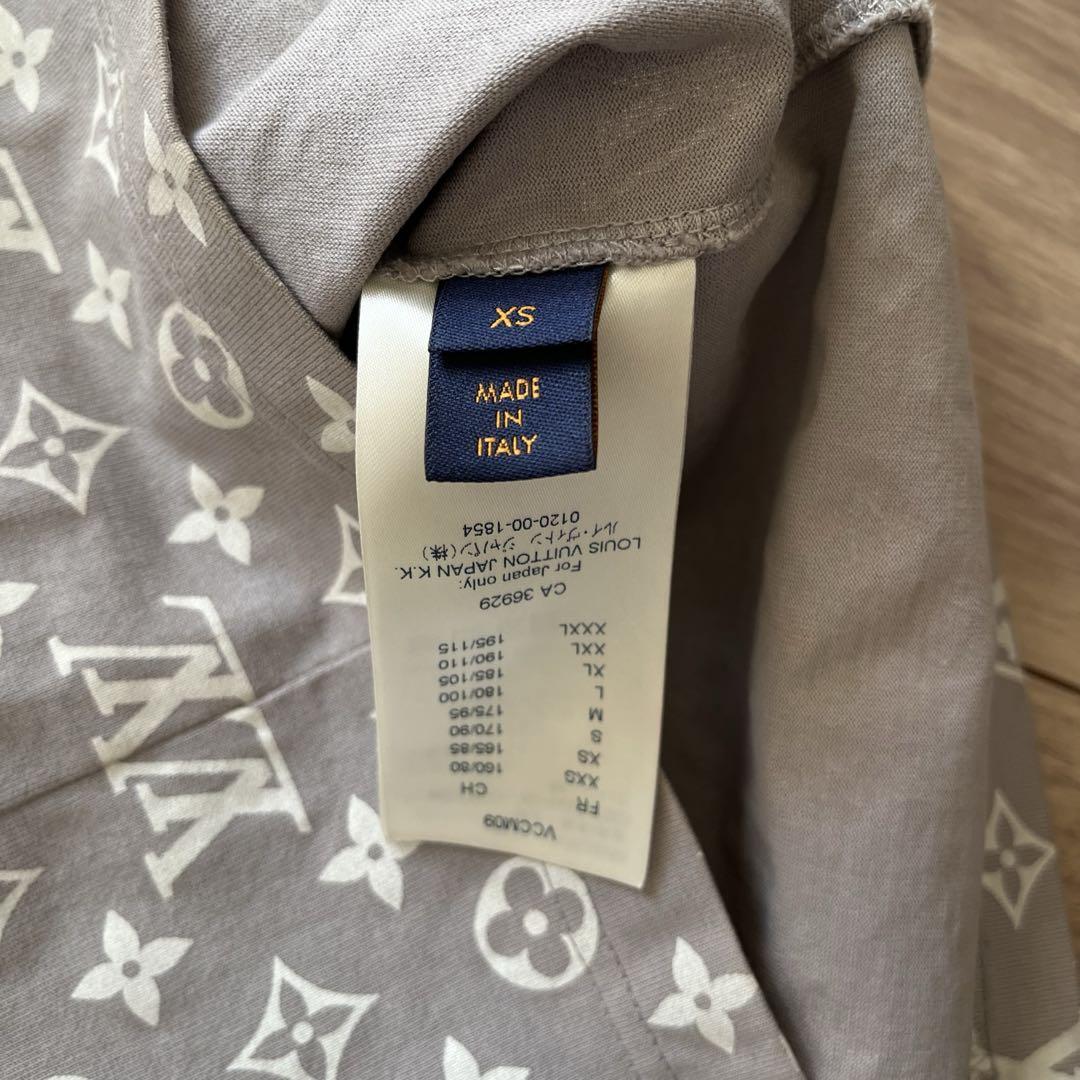 XS
MADE
IN
ITALY
VCCM09
FR CH
XXS 160/80
XS 165/85
S 170/90
M 175/95
L 180/100
XL 185/105
XXL 190/110
XXXL 195/115
CA 36929
For Japan only:
LOUIS VUITTON JAPAN K.K.
ルイ・ヴィトン ジャパン(株)
0120-00-1854
LV
LV